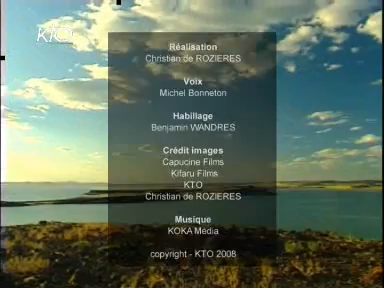 KTO
Réalisation
Christian de ROZIERES
Voix
Michel Bonneton
Habillage
Benjamin WANDRES
Crédit images
Capucine Films
Kifaru Films
KTO
Christian de ROZIERES
Musique
KOKA Média
copyright - KTO 2008